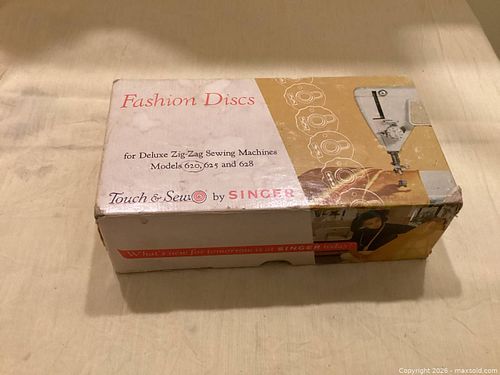 Fashion Discs
for Deluxe Zig-Zag Sewing Machines
Models 620, 625 and 628
Touch & Sew by SINGER
What's new for tomorrow is at SINGER today!
Copyright 2026 - maxsold.com